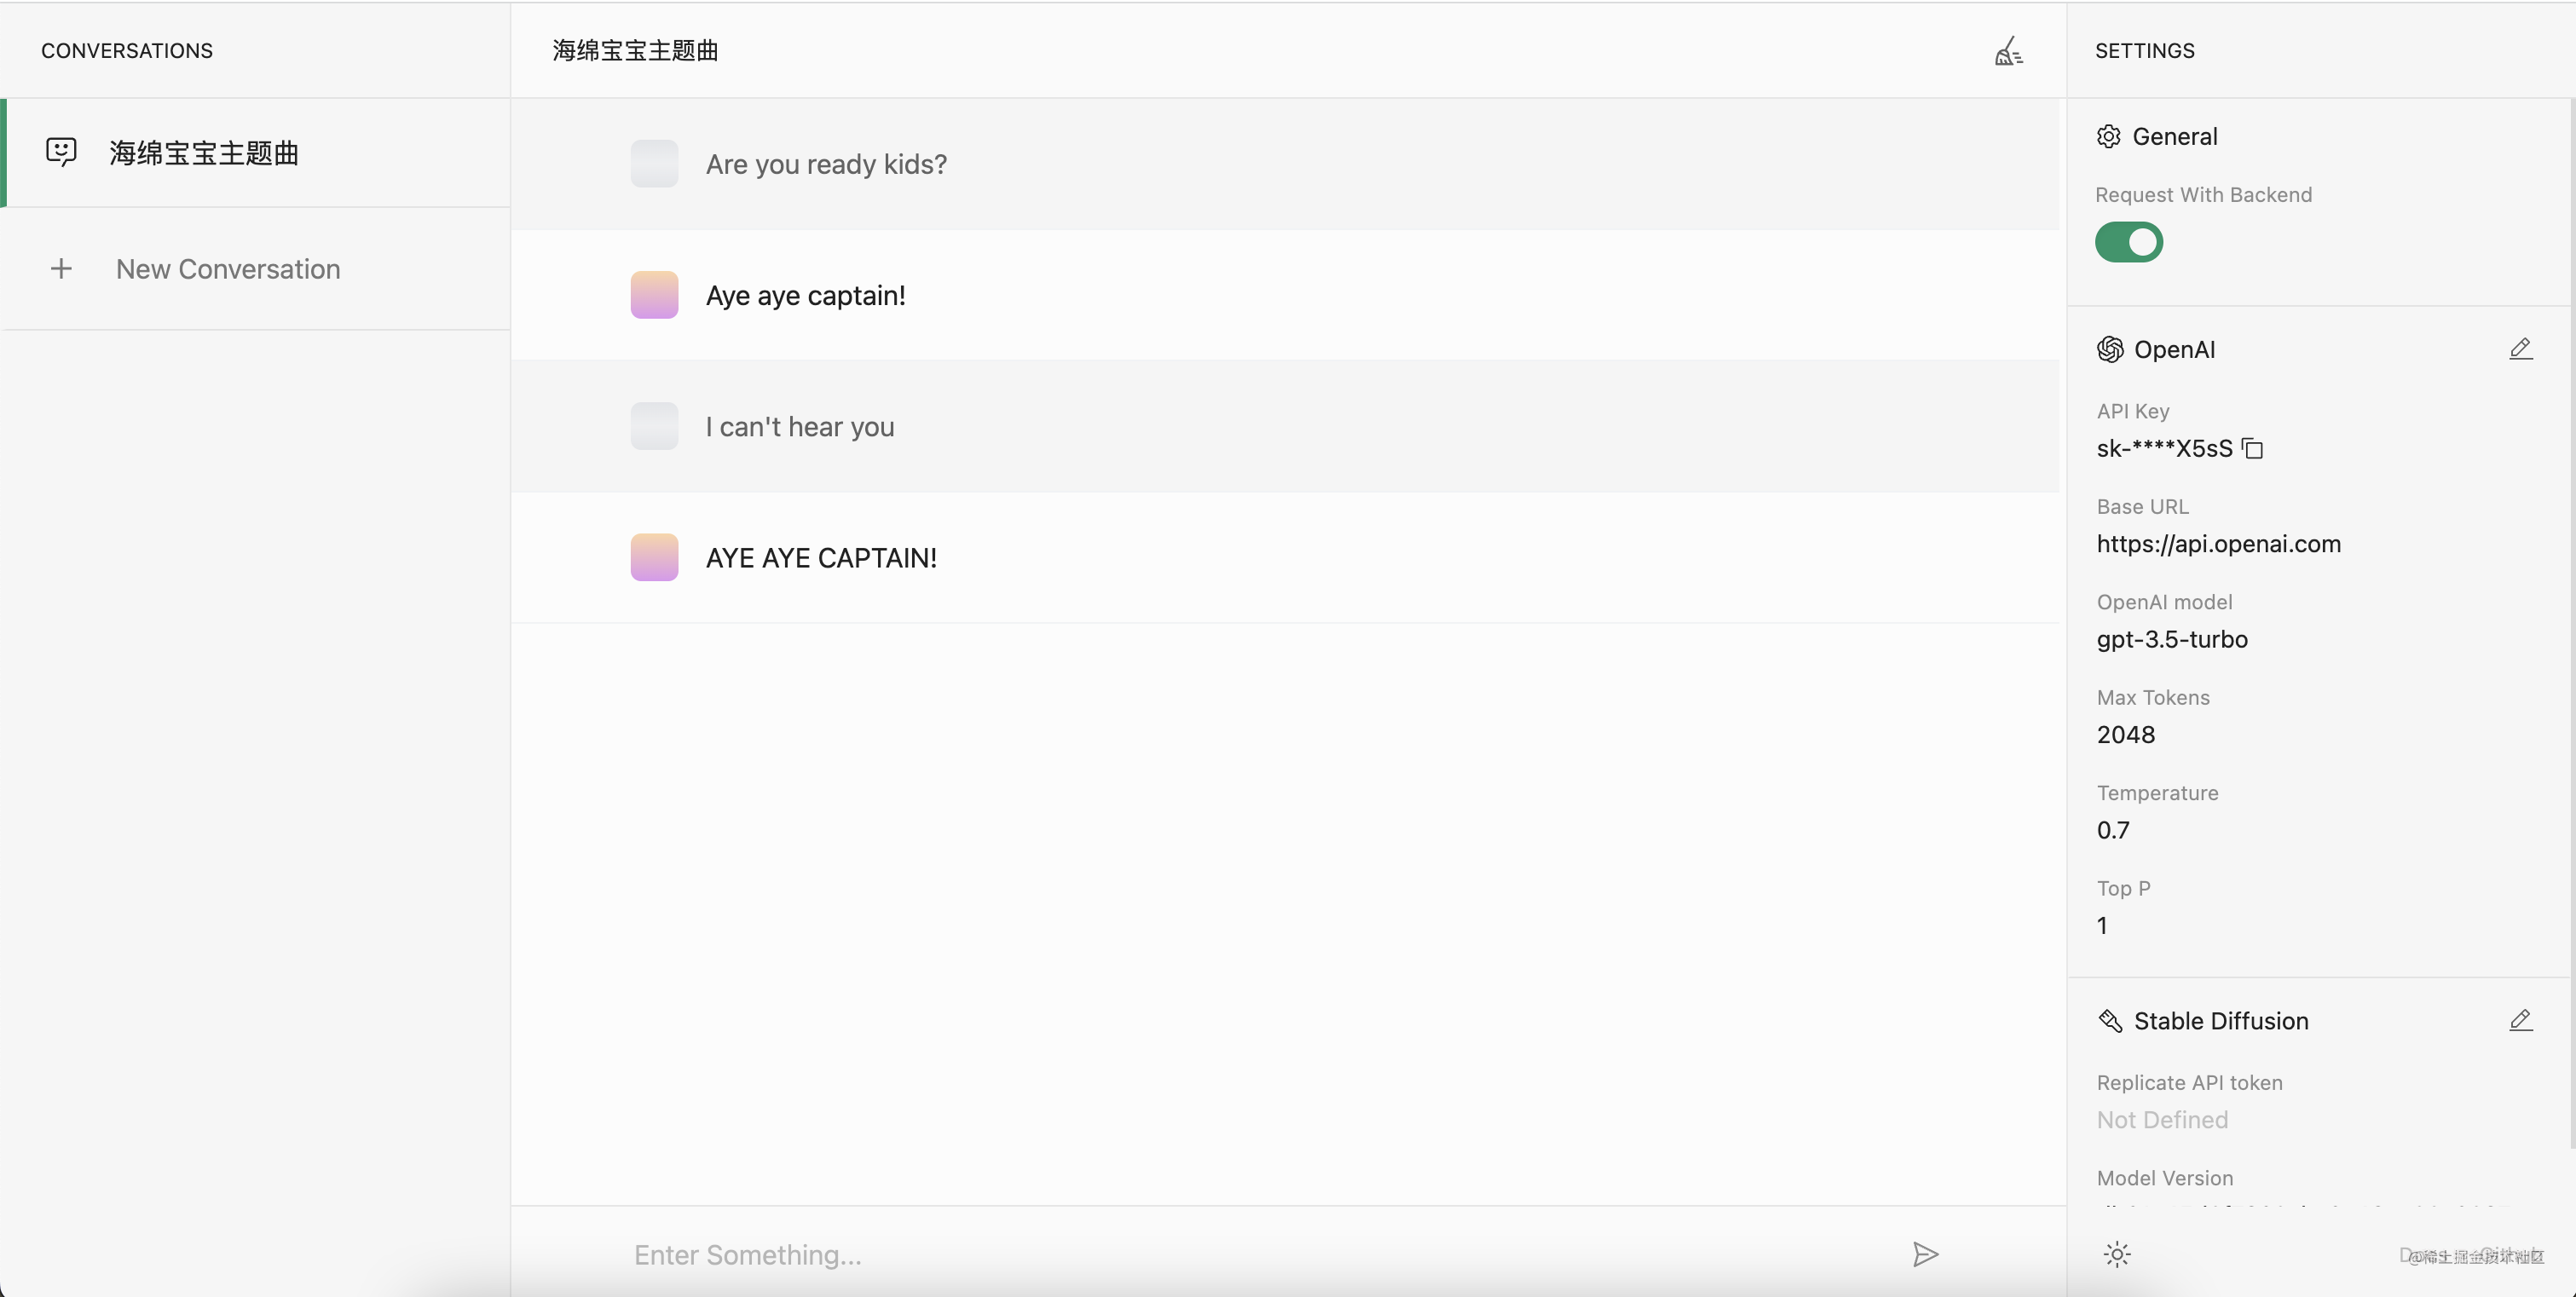 CONVERSATIONS
海绵宝宝主题曲
New Conversation
海绵宝宝主题曲
Are you ready kids?
Aye aye captain!
I can't hear you
AYE AYE CAPTAIN!
Enter Something...
SETTINGS
General
Request With Backend
OpenAI
API Key
sk-****X5sS
Base URL
https://api.openai.com
OpenAI model
gpt-3.5-turbo
Max Tokens
2048
Temperature
0.7
Top P
1
Stable Diffusion
Replicate API token
Not Defined
Model Version
@稀土掘金技术社区